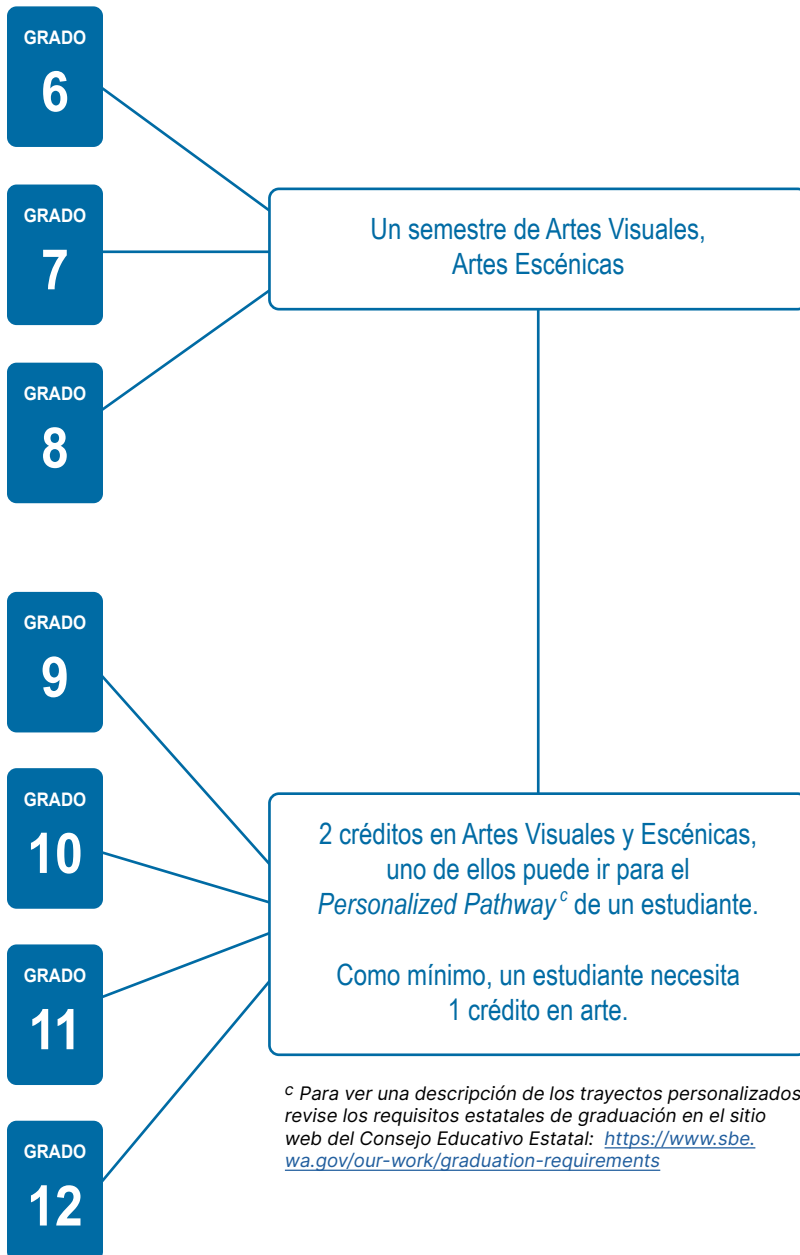 GRADO
6
GRADO
7
GRADO
8
Un semestre de Artes Visuales,
Artes Escénicas
GRADO
9
GRADO
10
GRADO
11
GRADO
12
2 créditos en Artes Visuales y Escénicas,
uno de ellos puede ir para el
Personalized Pathway c de un estudiante.
Como mínimo, un estudiante necesita
1 crédito en arte.
c Para ver una descripción de los trayectos personalizados
revise los requisitos estatales de graduación en el sitio
web del Consejo Educativo Estatal: https://www.sbe.
wa.gov/our-work/graduation-requirements